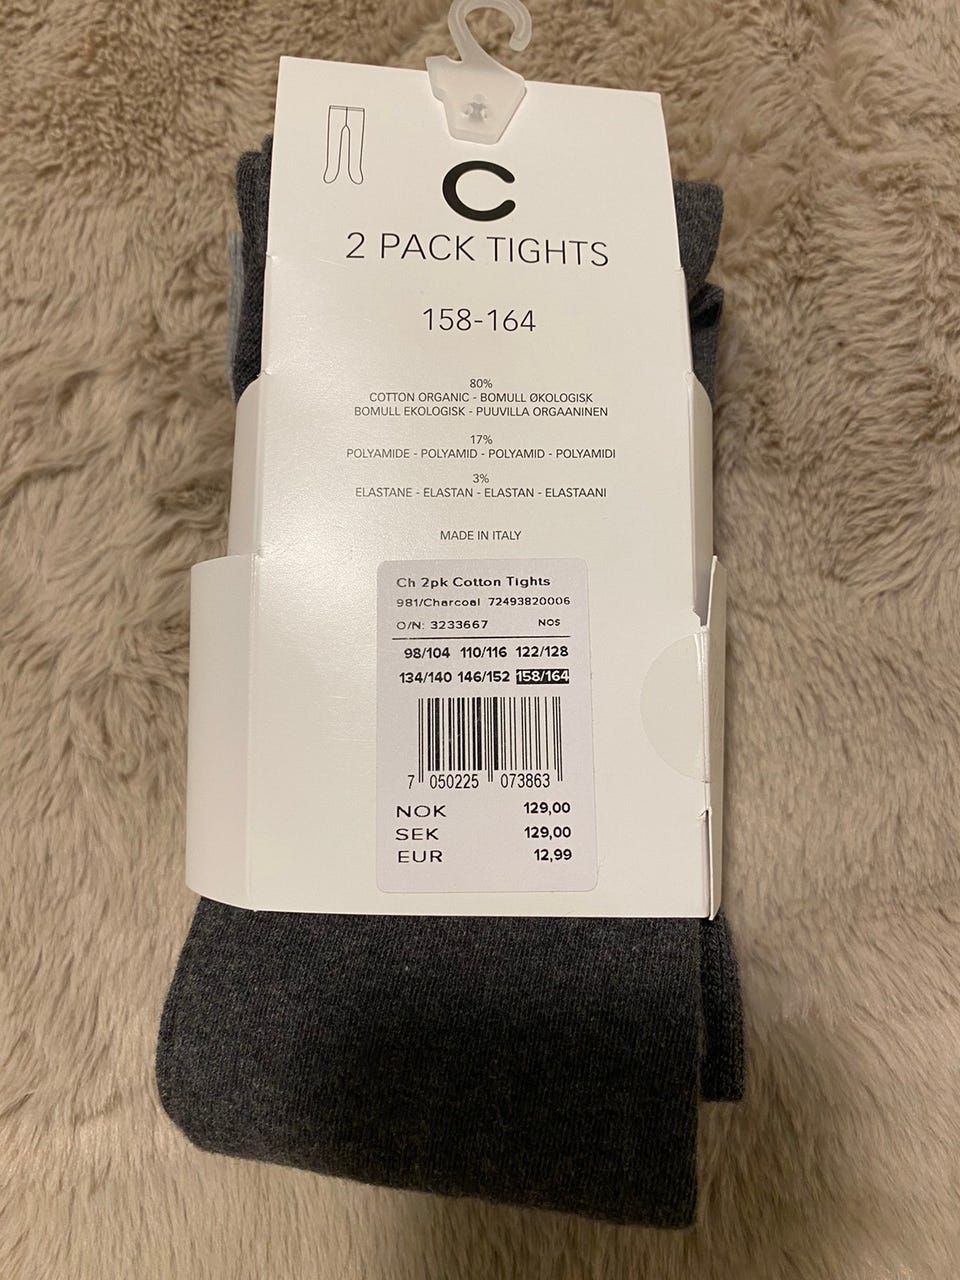 C
2 PACK TIGHTS
158-164
80%
COTTON ORGANIC - BOMULL ØKOLOGISK
BOMULL EKOLOGISK - PUUVILLA ORGAANINEN
17%
POLYAMIDE - POLYAMID - POLYAMID - POLYAMIDI
3%
ELASTANE - ELASTAN - ELASTAN - ELASTAANI
MADE IN ITALY
Ch 2pk Cotton Tights
981/Charcoal 72493820006
O/N: 3233667 NOS
98/104 110/116 122/128
134/140 146/152 158/164
7 050225 073863
NOK 129,00
SEK 129,00
EUR 12,99